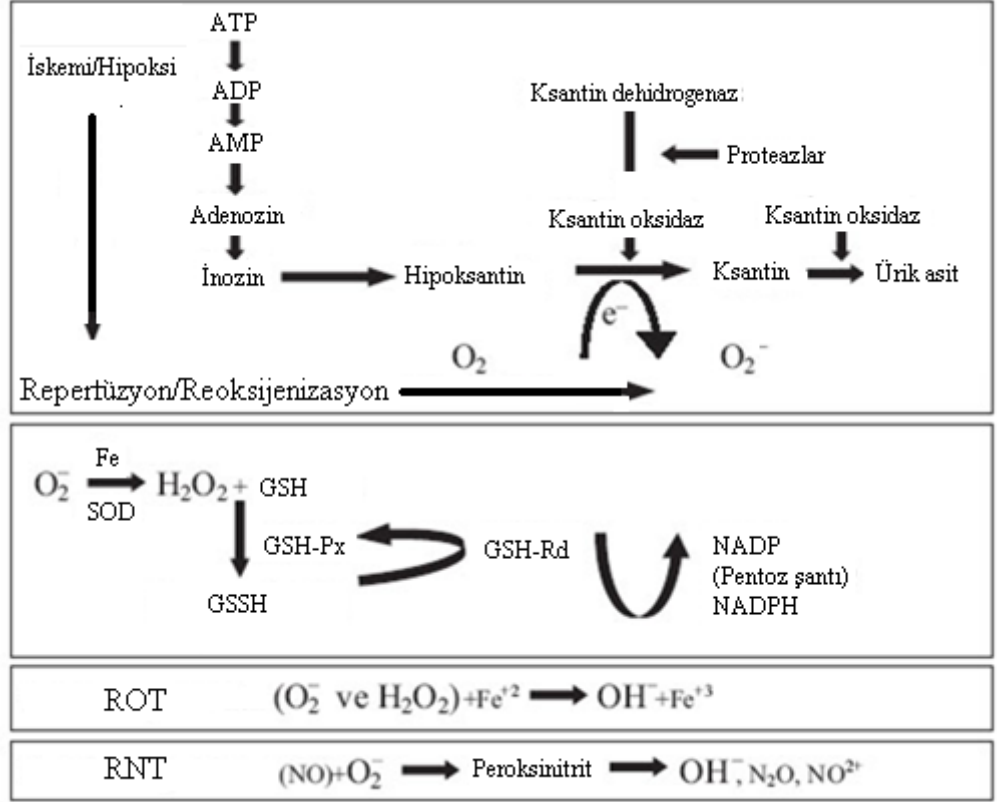 ATP
İskemi/Hipoksi
ADP
Ksantin dehidrogenaz
AMP
Proteazlar
Adenozin
Ksantin oksidaz
Ksantin oksidaz
İnozin
Hipoksantin
Ksantin
Ürik asit
e⁻
O₂
O₂⁻
Repertüzyon/Reoksijenizasyon
Fe
O₂⁻
H₂O₂ + GSH
SOD
GSH-Px
GSH-Rd
NADP
(Pentoz şantı)
NADPH
GSSH
ROT
(O₂⁻ ve H₂O₂)+Fe⁺² OH⁻+Fe⁺³
RNT
(NO)+O₂⁻ Peroksinitrit OH⁻, N₂O, NO²⁺